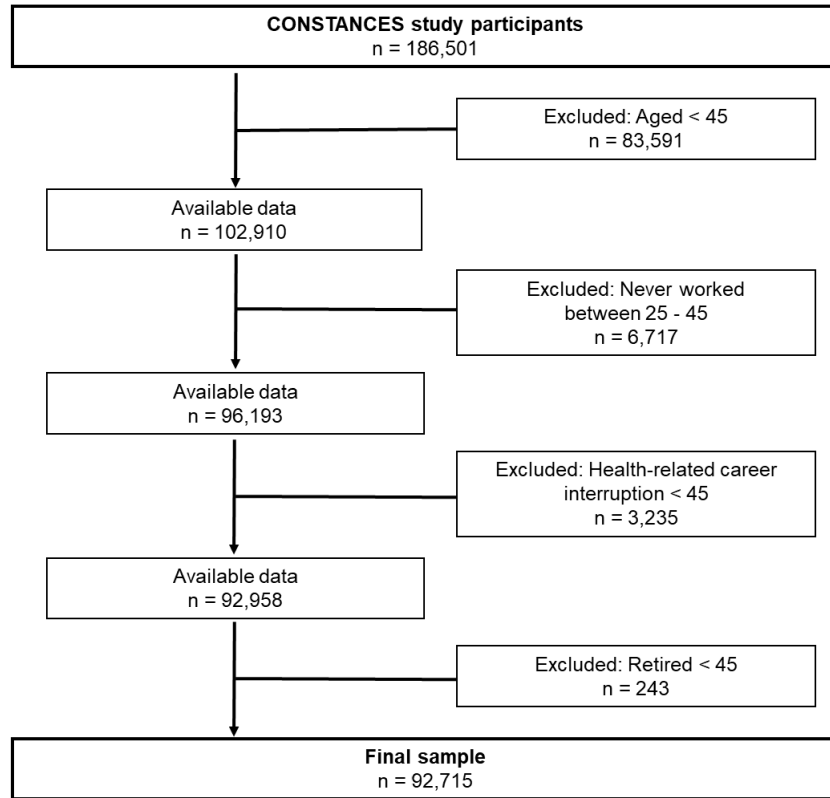 CONSTANCES study participants
n = 186,501
Excluded: Aged < 45
n = 83,591
Available data
n = 102,910
Excluded: Never worked
between 25 - 45
n = 6,717
Available data
n = 96,193
Excluded: Health-related career
interruption < 45
n = 3,235
Available data
n = 92,958
Excluded: Retired < 45
n = 243
Final sample
n = 92,715